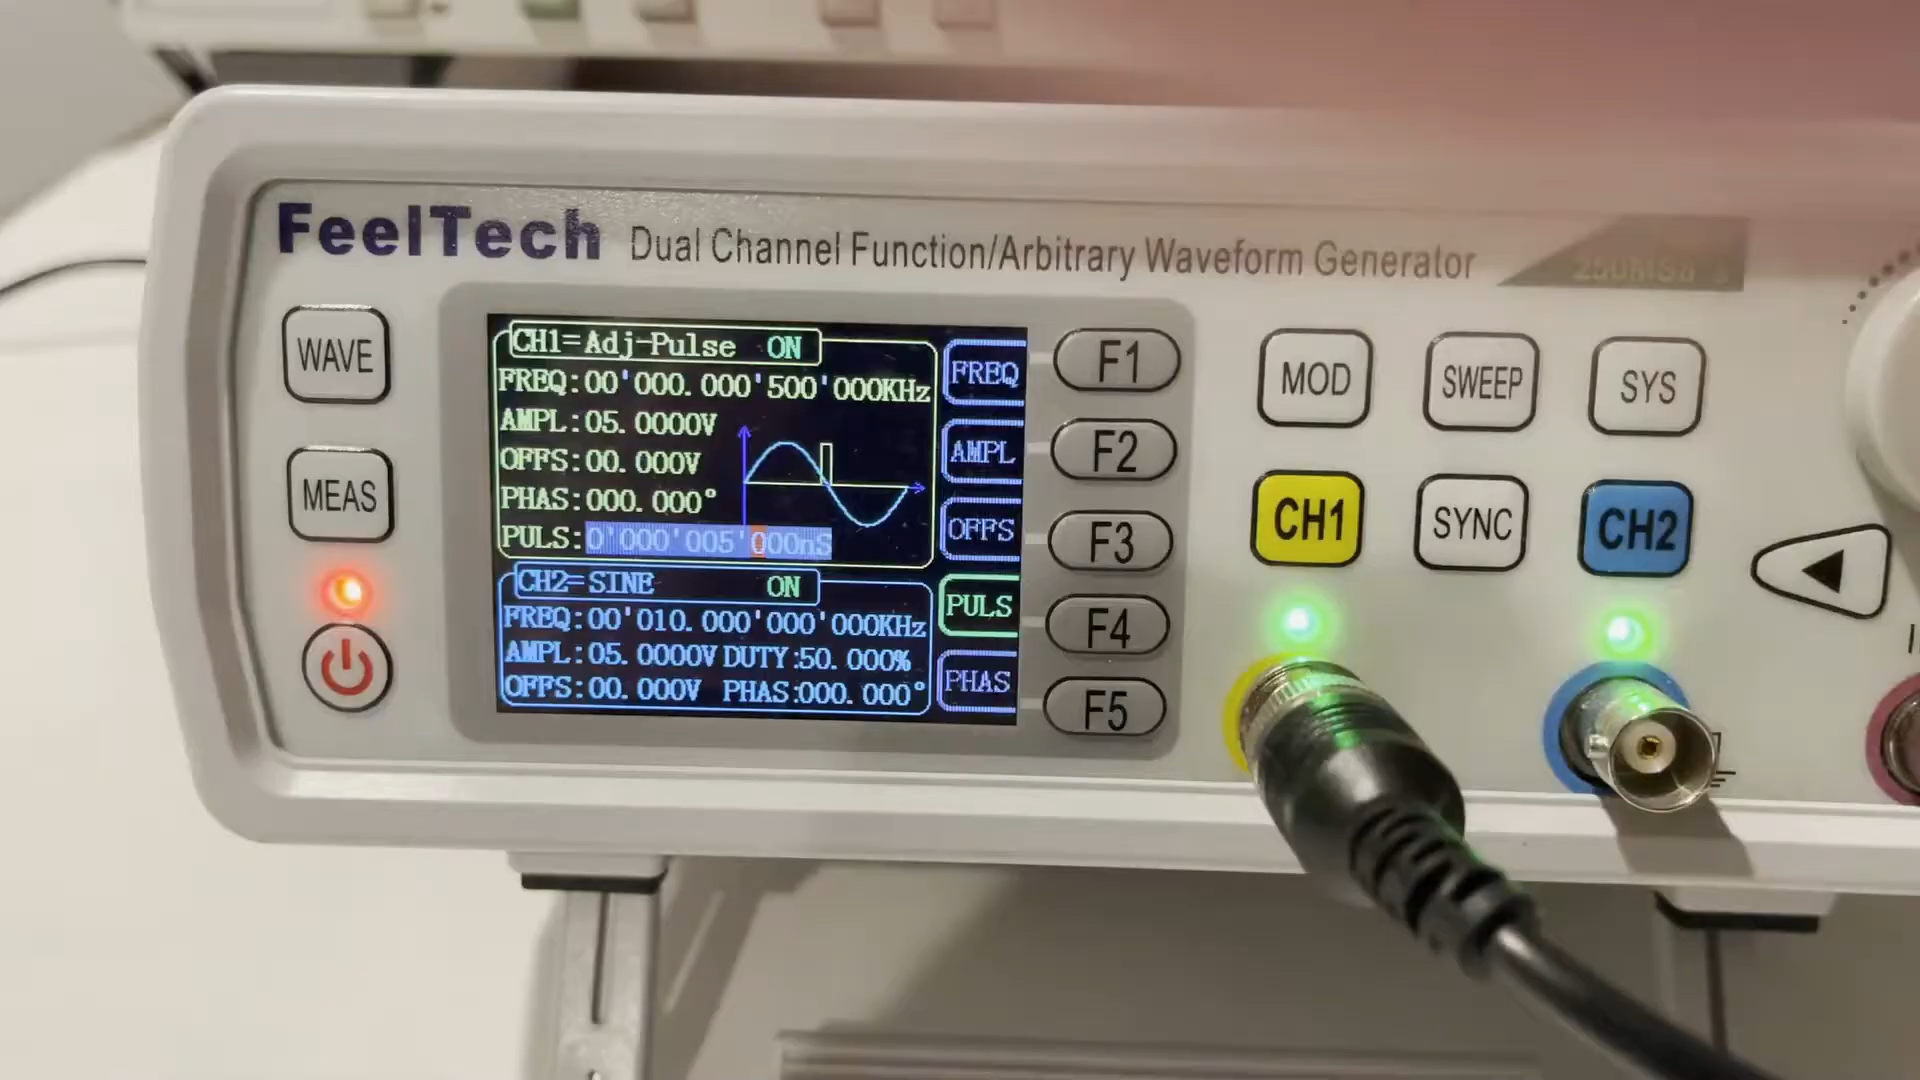 FeelTech Dual Channel Function/Arbitrary Waveform Generator
250MSa/s
WAVE
MEAS
CH1=Adj-Pulse ON
FREQ:00'000.000'500'000KHz
AMPL:05.0000V
OFFS:00.000V
PHAS:000.000°
PULS:0'000'005'000nS
CH2=SINE ON
FREQ:00'010.000'000'000KHz
AMPL:05.0000V DUTY:50.000%
OFFS:00.000V PHAS:000.000°
FREQ
AMPL
OFFS
PULS
PHAS
F1
F2
F3
F4
F5
MOD
SWEEP
SYS
CH1
SYNC
CH2